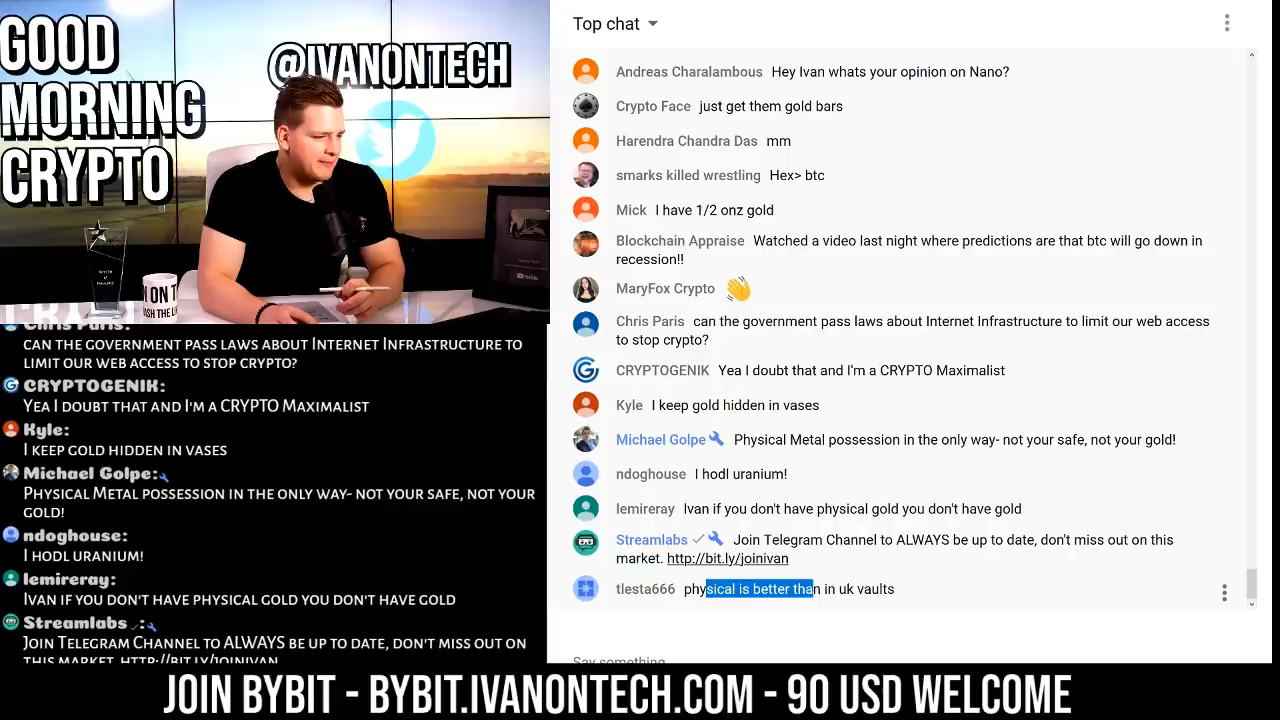 GOOD
MORNING
CRYPTO
@IVANONTECH
ON T
Chris Paris:
CAN THE GOVERNMENT PASS LAWS ABOUT INTERNET INFRASTRUCTURE TO
LIMIT OUR WEB ACCESS TO STOP CRYPTO?
CRYPTOGENIK:
YEA I DOUBT THAT AND I'M A CRYPTO MAXIMALIST
Kyle:
I KEEP GOLD HIDDEN IN VASES
Michael Golpe:
PHYSICAL METAL POSSESSION IN THE ONLY WAY- NOT YOUR SAFE, NOT YOUR
GOLD!
ndoghouse:
I HODL URANIUM!
lemireray:
IVAN IF YOU DON'T HAVE PHYSICAL GOLD YOU DON'T HAVE GOLD
Streamlabs:
JOIN TELEGRAM CHANNEL TO ALWAYS BE UP TO DATE, DON'T MISS OUT ON
THIS MARKET. HTTP://BIT.LY/JOINIVAN
Top chat
Andreas Charalambous Hey Ivan whats your opinion on Nano?
Crypto Face just get them gold bars
Harendra Chandra Das mm
smarks killed wrestling Hex> btc
Mick I have 1/2 onz gold
Blockchain Appraise Watched a video last night where predictions are that btc will go down in
recession!!
MaryFox Crypto 👋
Chris Paris can the government pass laws about Internet Infrastructure to limit our web access
to stop crypto?
CRYPTOGENIK Yea I doubt that and I'm a CRYPTO Maximalist
Kyle I keep gold hidden in vases
Michael Golpe Physical Metal possession in the only way- not your safe, not your gold!
ndoghouse I hodl uranium!
lemireray Ivan if you don't have physical gold you don't have gold
Streamlabs Join Telegram Channel to ALWAYS be up to date, don't miss out on this
market. http://bit.ly/joinivan
tlesta666 physical is better than in uk vaults
Say something
JOIN BYBIT - BYBIT.IVANONTECH.COM - 90 USD WELCOME